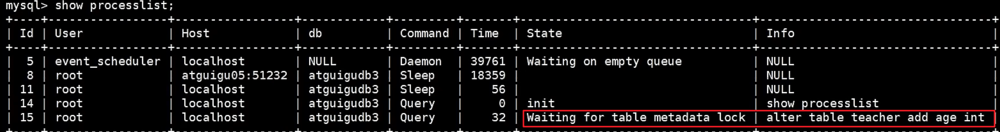 mysql> show processlist;
+----+-----------------+-----------------+------------+---------+-------+---------------------------------+---------------------------------+
| Id | User            | Host            | db         | Command | Time  | State                           | Info                            |
+----+-----------------+-----------------+------------+---------+-------+---------------------------------+---------------------------------+
|  5 | event_scheduler | localhost       | NULL       | Daemon  | 39761 | Waiting on empty queue          | NULL                            |
|  8 | root            | atguigu05:51232 | atguigudb3 | Sleep   | 18359 |                                 | NULL                            |
| 11 | root            | localhost       | atguigudb3 | Sleep   |    56 |                                 | NULL                            |
| 14 | root            | localhost       | atguigudb3 | Query   |     0 | init                            | show processlist                |
| 15 | root            | localhost       | atguigudb3 | Query   |    32 | Waiting for table metadata lock | alter table teacher add age int |
+----+-----------------+-----------------+------------+---------+-------+---------------------------------+---------------------------------+